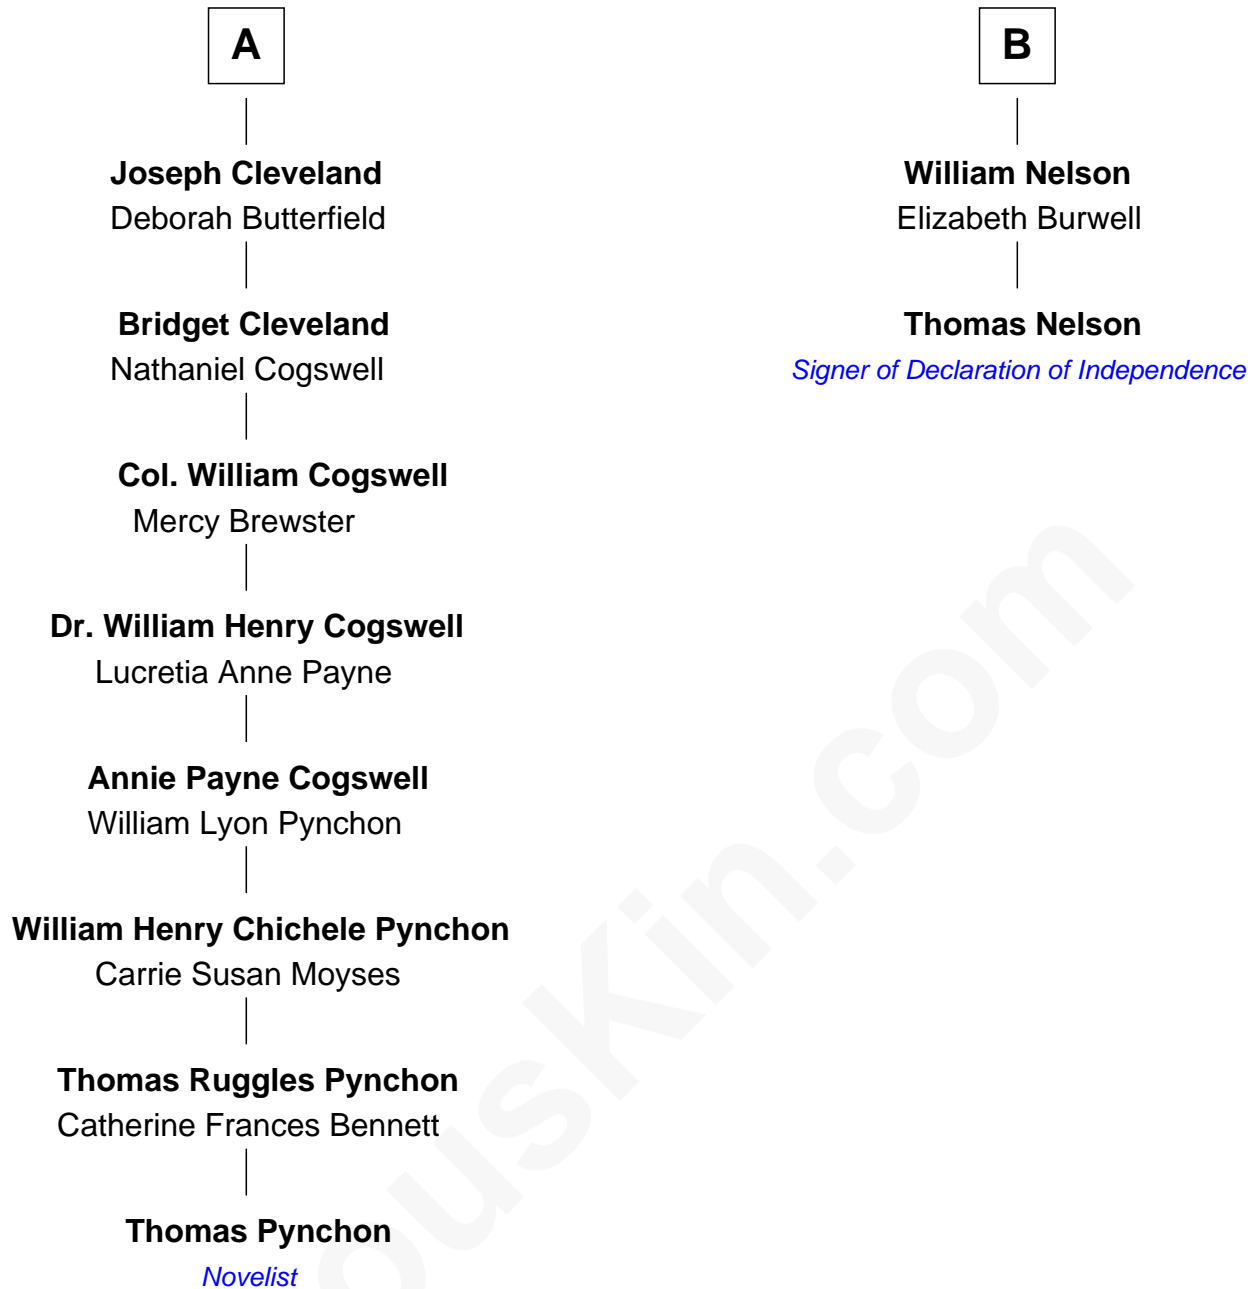 A
Joseph Cleveland
Deborah Butterfield
Bridget Cleveland
Nathaniel Cogswell
Col. William Cogswell
Mercy Brewster
Dr. William Henry Cogswell
Lucretia Anne Payne
Annie Payne Cogswell
William Lyon Pynchon
William Henry Chichele Pynchon
Carrie Susan Moyses
Thomas Ruggles Pynchon
Catherine Frances Bennett
Thomas Pynchon
Novelist
B
William Nelson
Elizabeth Burwell
Thomas Nelson
Signer of Declaration of Independence
ousKin.com